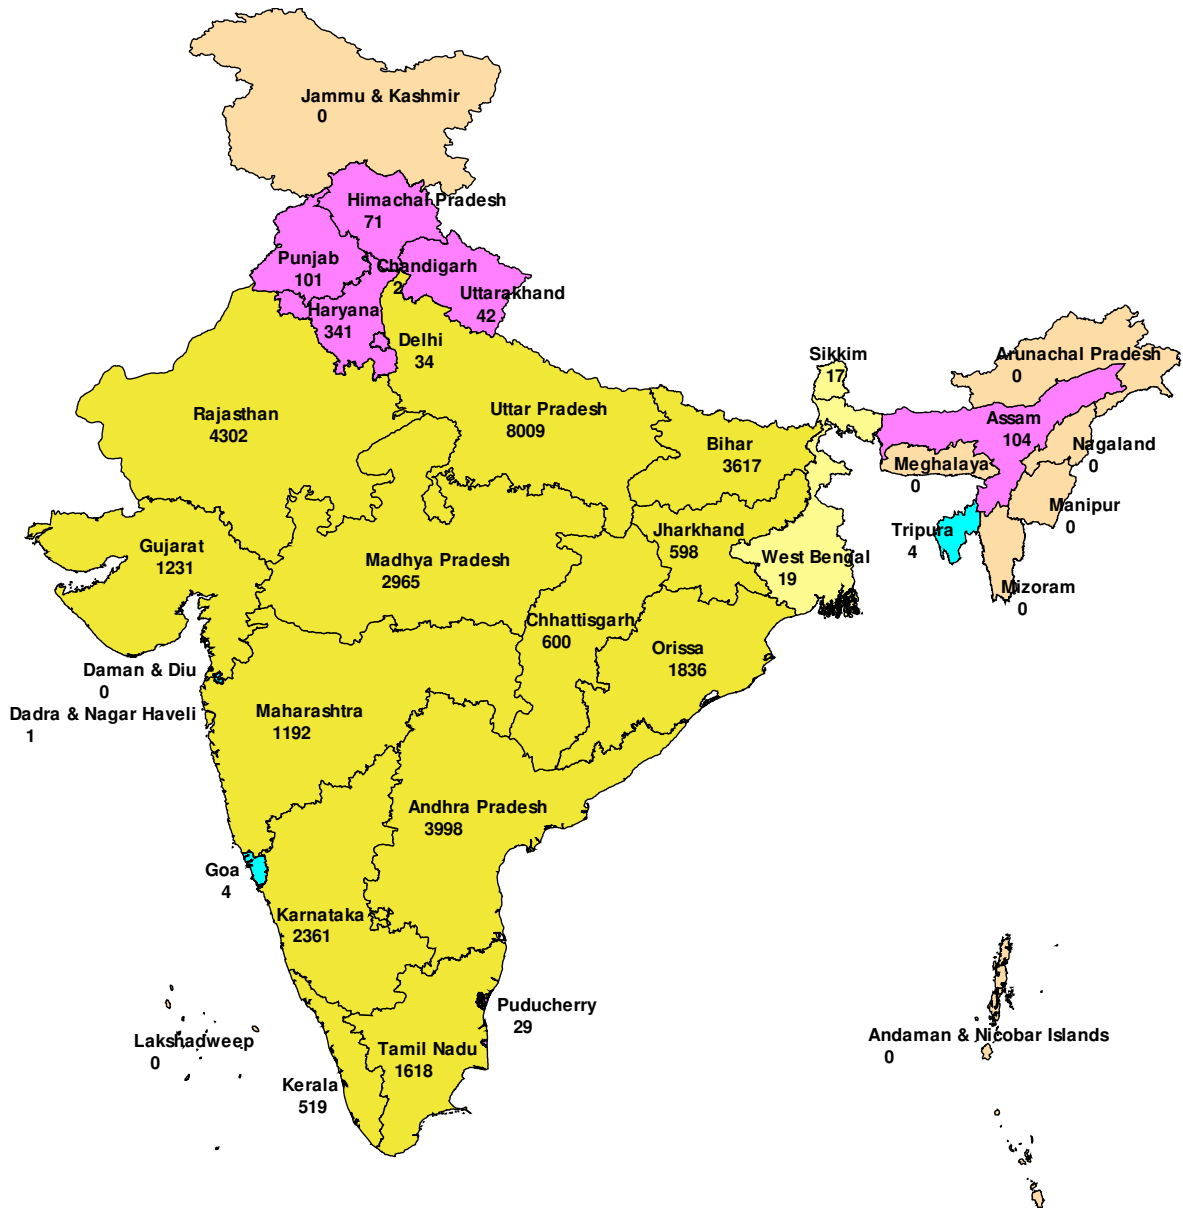 Jammu & Kashmir
0
Himachal Pradesh
71
Punjab
101
Chandigarh
2
Uttarakhand
42
Haryana
341
Delhi
34
Sikkim
17
Arunachal Pradesh
0
Rajasthan
4302
Uttar Pradesh
8009
Bihar
3617
Assam
104
Nagaland
0
Meghalaya
0
Manipur
0
Tripura
4
Mizoram
0
Gujarat
1231
Madhya Pradesh
2965
Jharkhand
598
West Bengal
19
Chhattisgarh
600
Orissa
1836
Daman & Diu
0
Dadra & Nagar Haveli
1
Maharashtra
1192
Andhra Pradesh
3998
Goa
4
Karnataka
2361
Puducherry
29
Lakshadweep
0
Tamil Nadu
1618
Kerala
519
Andaman & Nicobar Islands
0